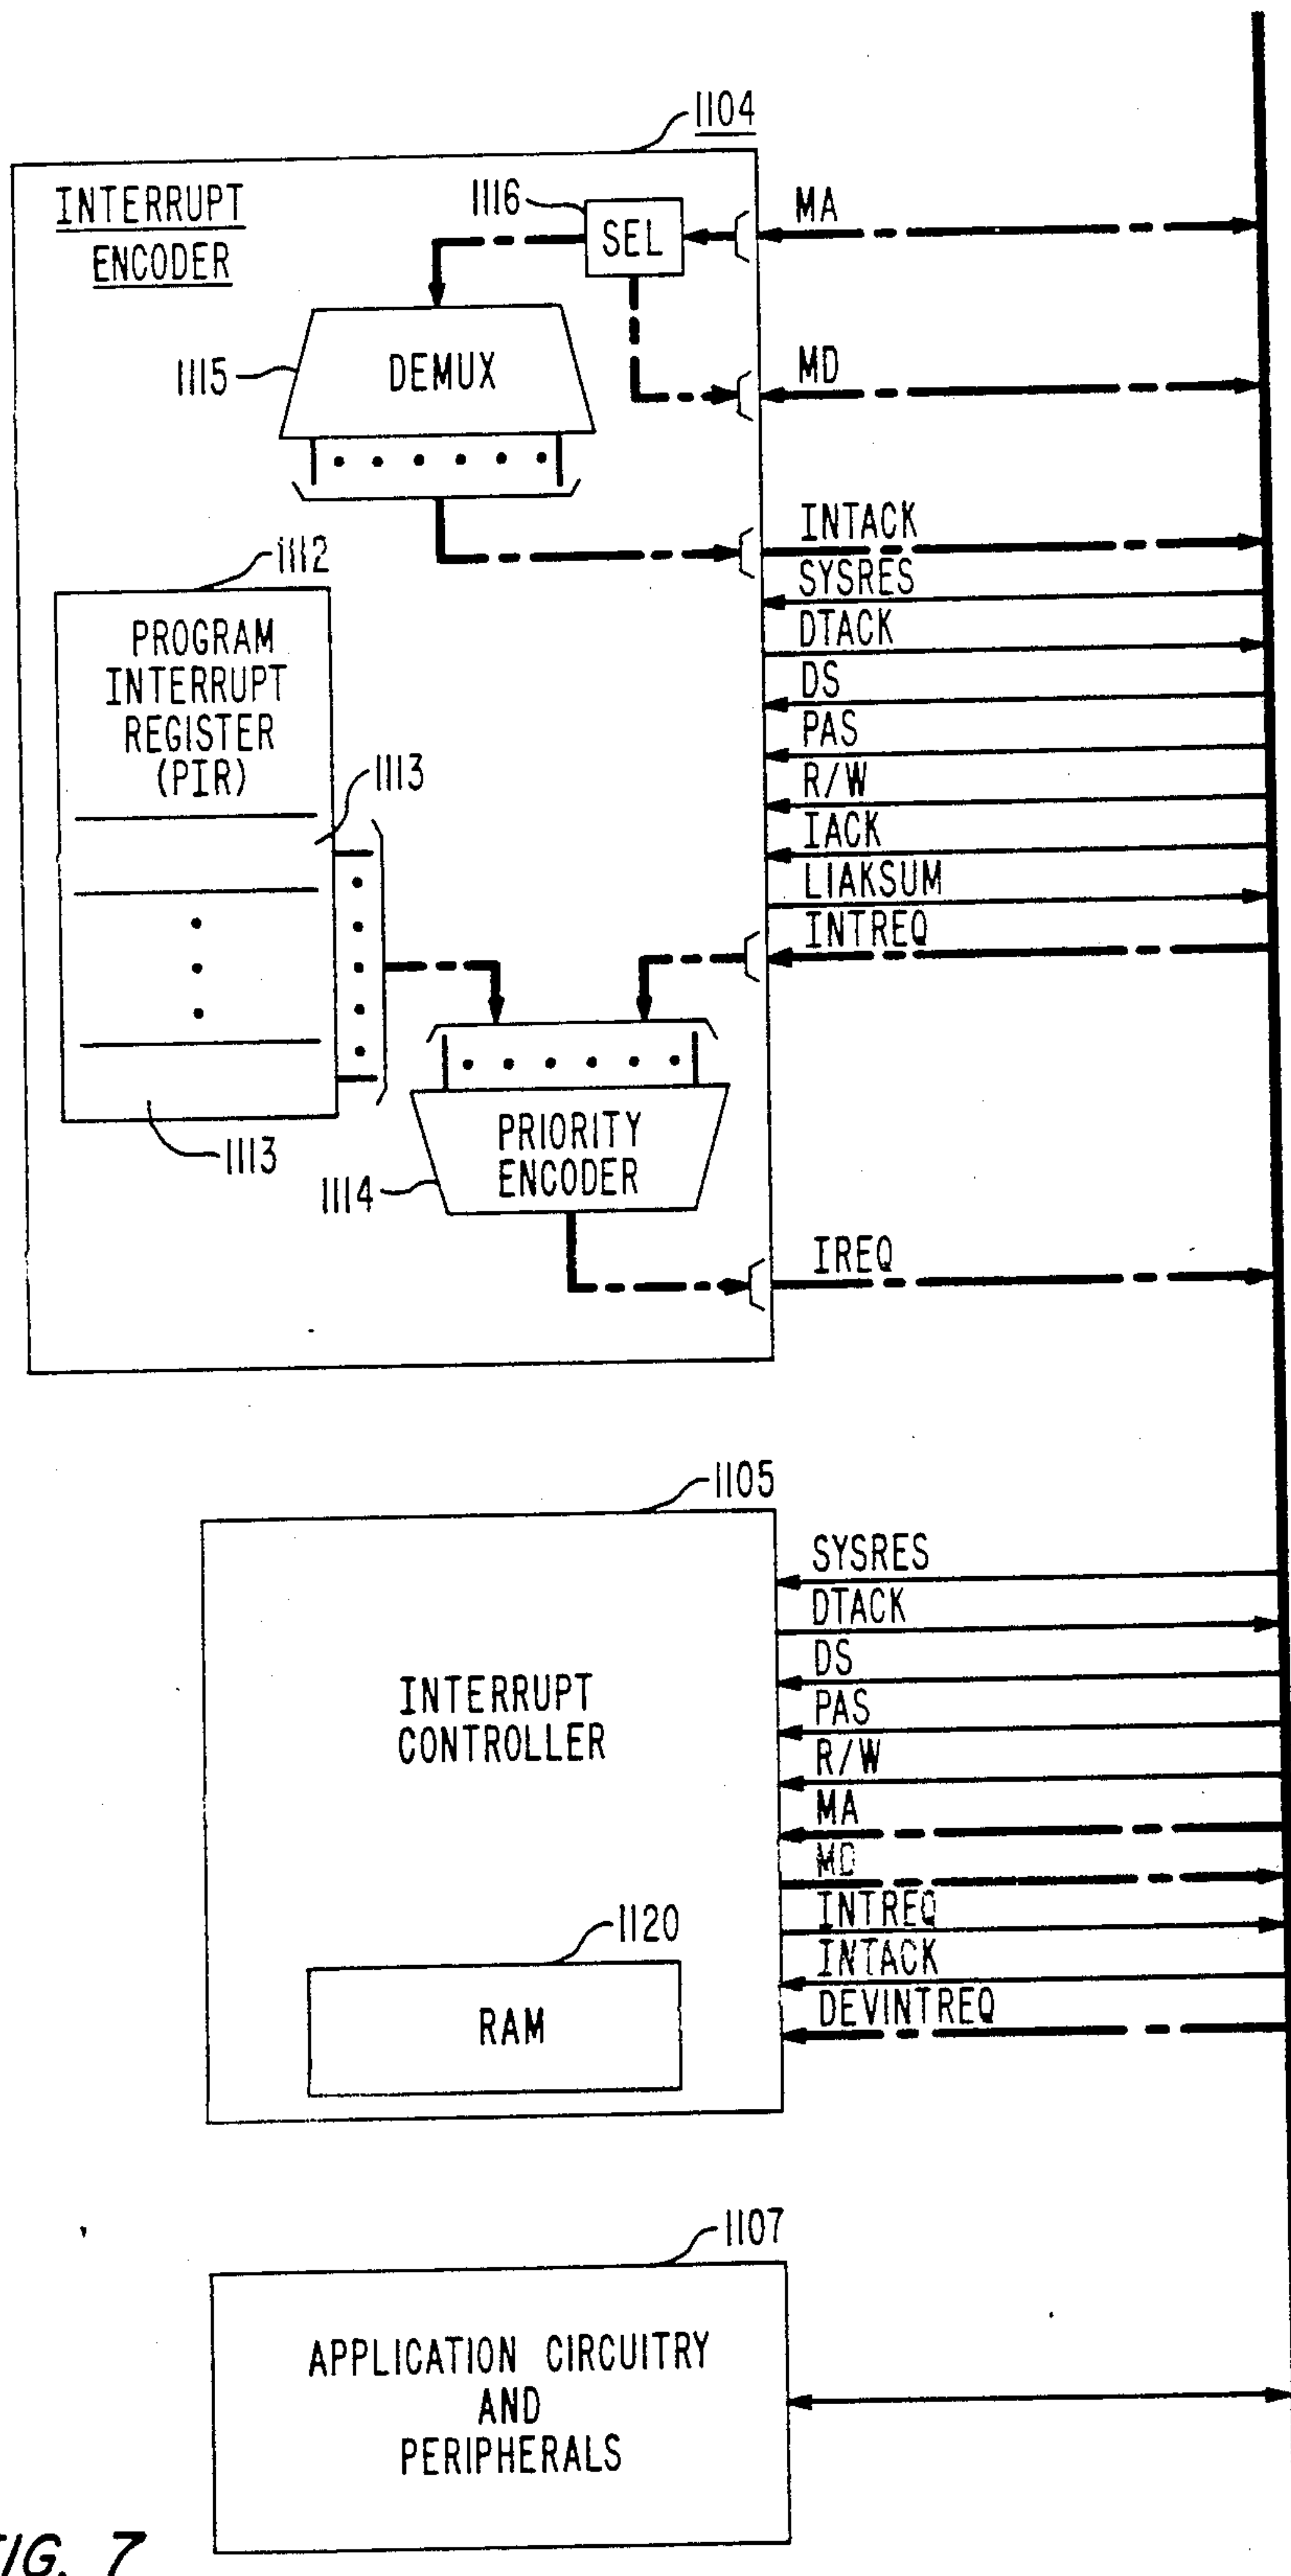 1104
INTERRUPT
ENCODER
1116
SEL
MA
1115
DEMUX
MD
INTACK
SYSRES
DTACK
DS
PAS
R/W
IACK
LIAKSUM
INTREQ
1112
PROGRAM
INTERRUPT
REGISTER
(PIR)
1113
1113
PRIORITY
ENCODER
1114
IREQ
1105
INTERRUPT
CONTROLLER
SYSRES
DTACK
DS
PAS
R/W
MA
MD
INTREQ
INTACK
DEVINTREQ
1120
RAM
1107
APPLICATION CIRCUITRY
AND
PERIPHERALS
FIG. 7